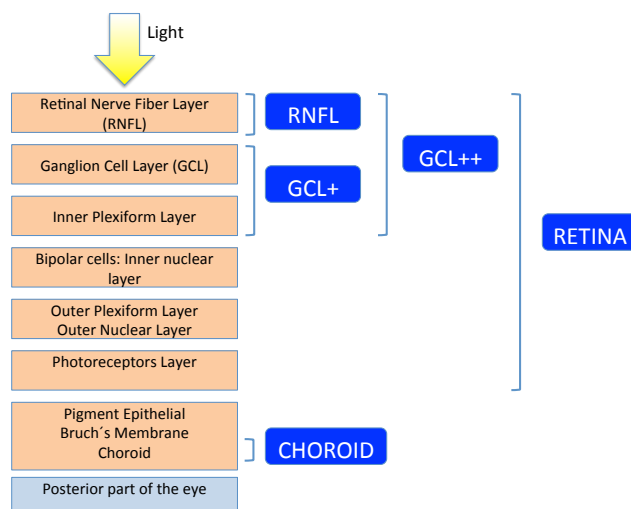 Light
Retinal Nerve Fiber Layer
(RNFL)
RNFL
Ganglion Cell Layer (GCL)
GCL++
GCL+
Inner Plexiform Layer
RETINA
Bipolar cells: Inner nuclear
layer
Outer Plexiform Layer
Outer Nuclear Layer
Photoreceptors Layer
Pigment Epithelial
Bruch´s Membrane
Choroid
CHOROID
Posterior part of the eye